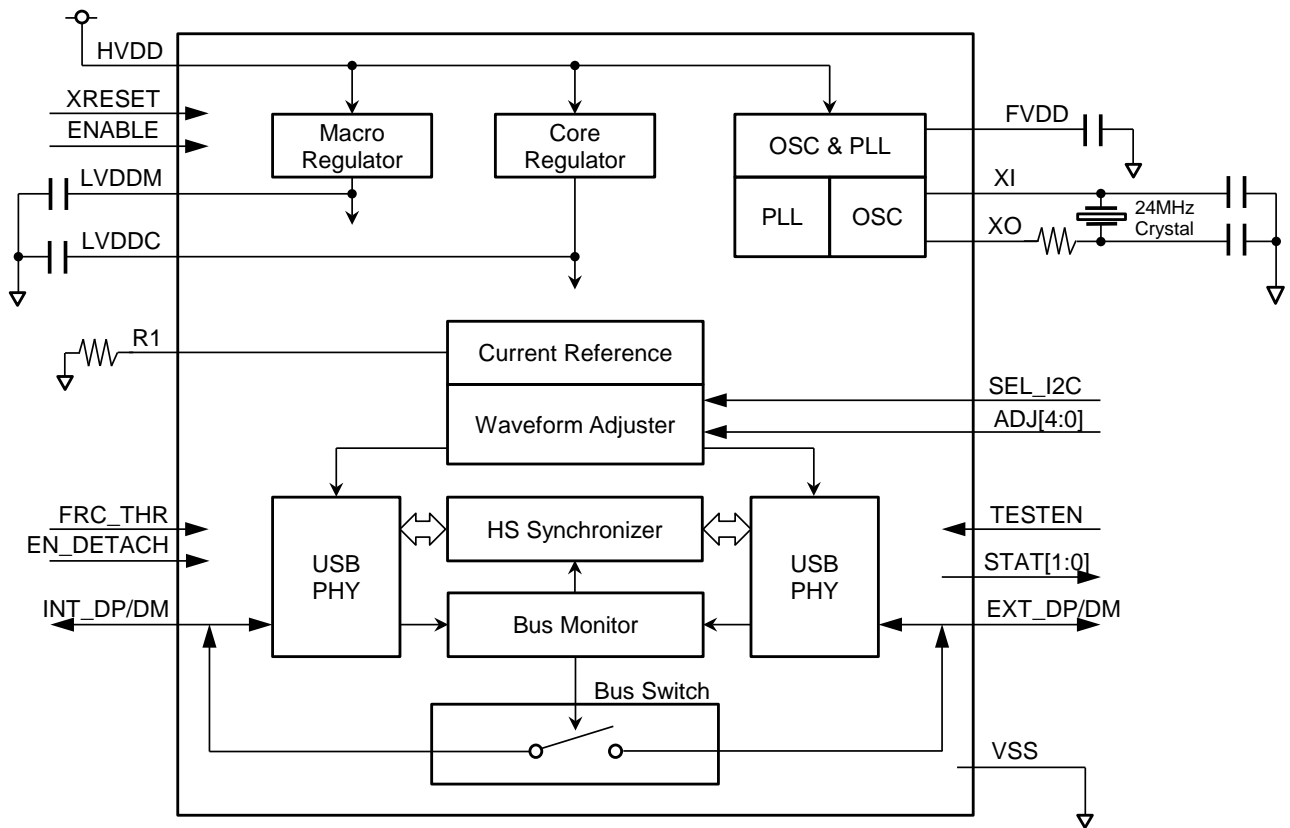 HVDD
XRESET
ENABLE
Macro
Regulator
Core
Regulator
OSC & PLL
FVDD
LVDDM
PLL
OSC
XI
24MHz
Crystal
XO
LVDDC
R1
Current Reference
Waveform Adjuster
SEL_I2C
ADJ[4:0]
FRC_THR
EN_DETACH
USB
PHY
HS Synchronizer
USB
PHY
TESTEN
STAT[1:0]
INT_DP/DM
Bus Monitor
EXT_DP/DM
Bus Switch
VSS